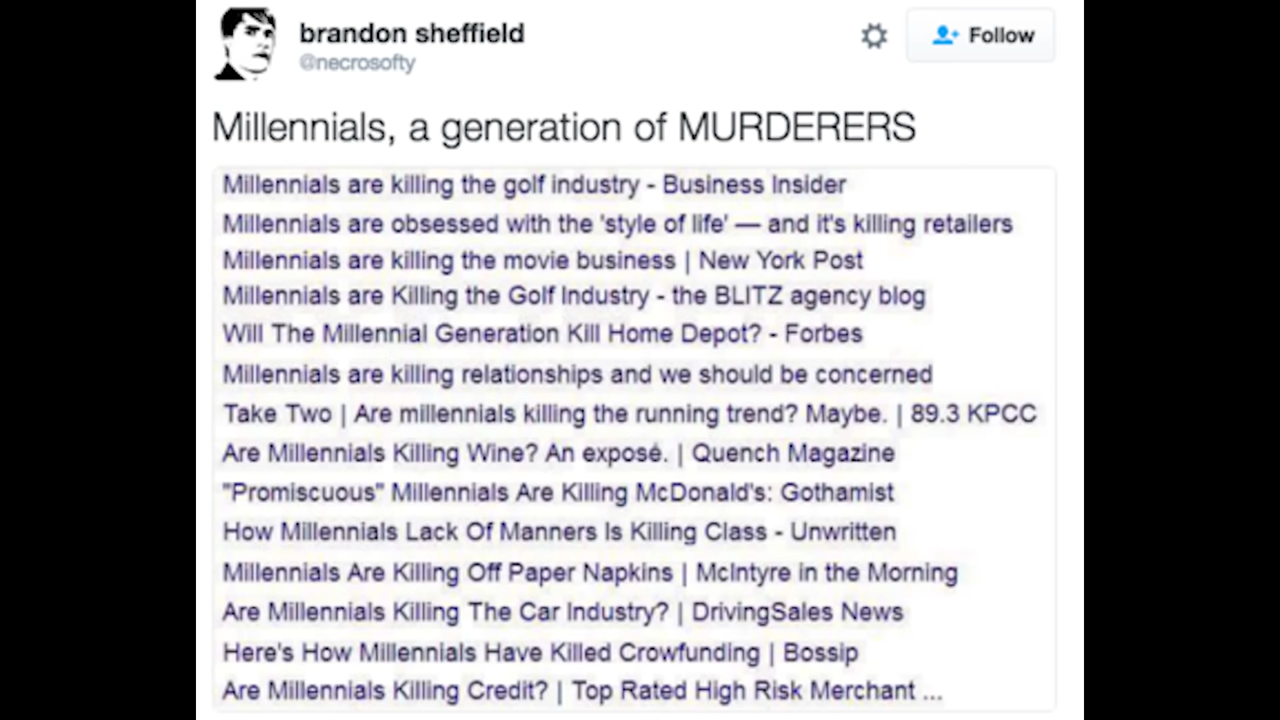 brandon sheffield
@necrosofty
Follow
Millennials, a generation of MURDERERS
Millennials are killing the golf industry - Business Insider
Millennials are obsessed with the 'style of life' — and it's killing retailers
Millennials are killing the movie business | New York Post
Millennials are Killing the Golf Industry - the BLITZ agency blog
Will The Millennial Generation Kill Home Depot? - Forbes
Millennials are killing relationships and we should be concerned
Take Two | Are millennials killing the running trend? Maybe. | 89.3 KPCC
Are Millennials Killing Wine? An exposé. | Quench Magazine
"Promiscuous" Millennials Are Killing McDonald's: Gothamist
How Millennials Lack Of Manners Is Killing Class - Unwritten
Millennials Are Killing Off Paper Napkins | McIntyre in the Morning
Are Millennials Killing The Car Industry? | DrivingSales News
Here's How Millennials Have Killed Crowfunding | Bossip
Are Millennials Killing Credit? | Top Rated High Risk Merchant ...